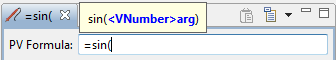 =sin(
sin(<VNumber>arg)
PV Formula: =sin(